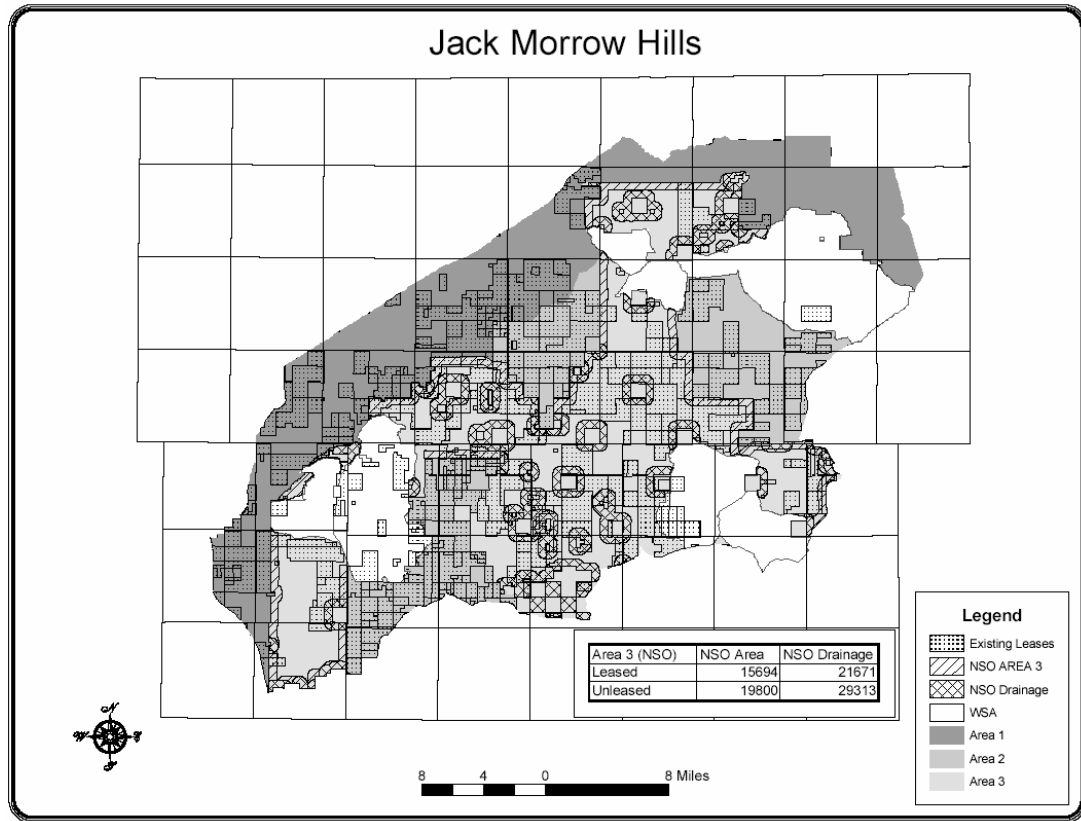 Jack Morrow Hills
Area 3 (NSO) NSO Area NSO Drainage
Leased 15694 21671
Unleased 19800 29313
Legend
Existing Leases
NSO AREA 3
NSO Drainage
WSA
Area 1
Area 2
Area 3
N
8 4 0 8 Miles